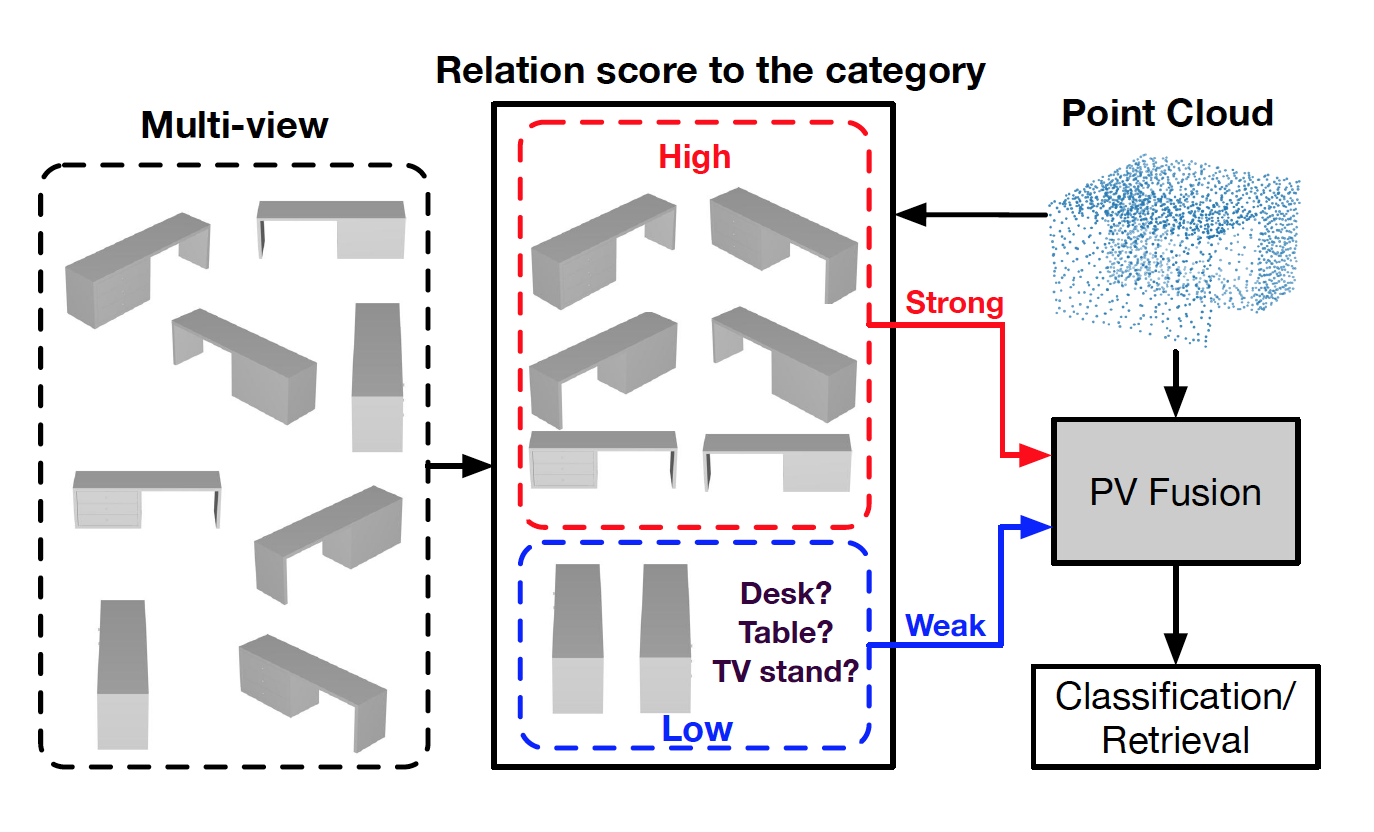 Relation score to the category
Multi-view
Point Cloud
High
Strong
PV Fusion
Desk?
Table?
TV stand?
Weak
Low
Classification/
Retrieval